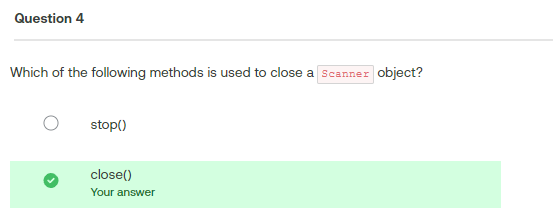 Question 4
Which of the following methods is used to close a Scanner object?
stop()
close()
Your answer